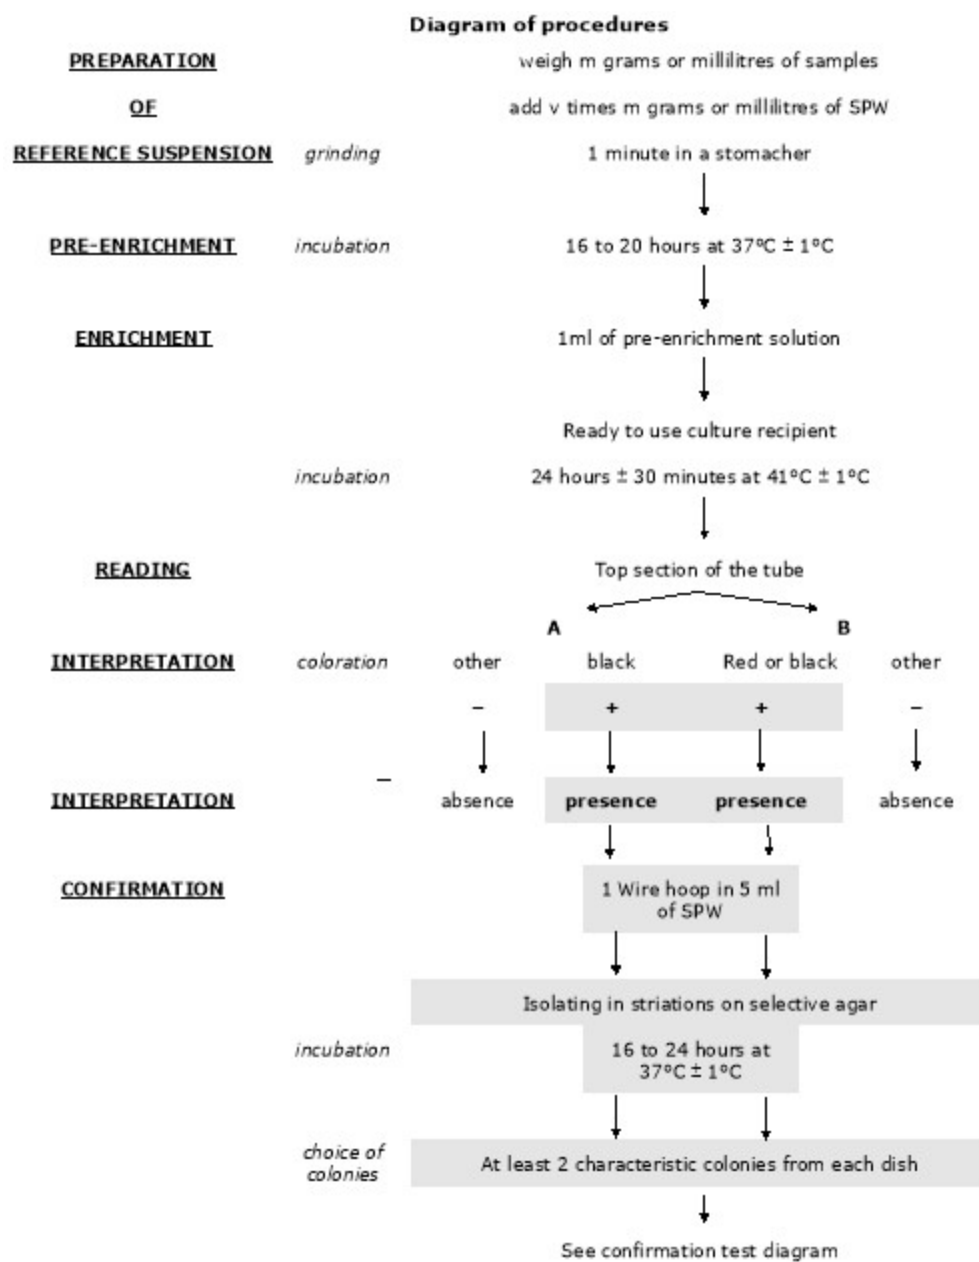 Diagram of procedures
PREPARATION weigh m grams or millilitres of samples
OF add v times m grams or millilitres of SPW
REFERENCE SUSPENSION grinding 1 minute in a stomacher
PRE-ENRICHMENT incubation 16 to 20 hours at 37ºC ± 1ºC
ENRICHMENT 1ml of pre-enrichment solution
Ready to use culture recipient
incubation 24 hours ± 30 minutes at 41ºC ± 1ºC
READING Top section of the tube
A B
INTERPRETATION coloration other black Red or black other
– + + –
–
INTERPRETATION absence presence presence absence
CONFIRMATION 1 Wire hoop in 5 ml
of SPW
Isolating in striations on selective agar
incubation 16 to 24 hours at
37ºC ± 1ºC
choice of
colonies At least 2 characteristic colonies from each dish
See confirmation test diagram